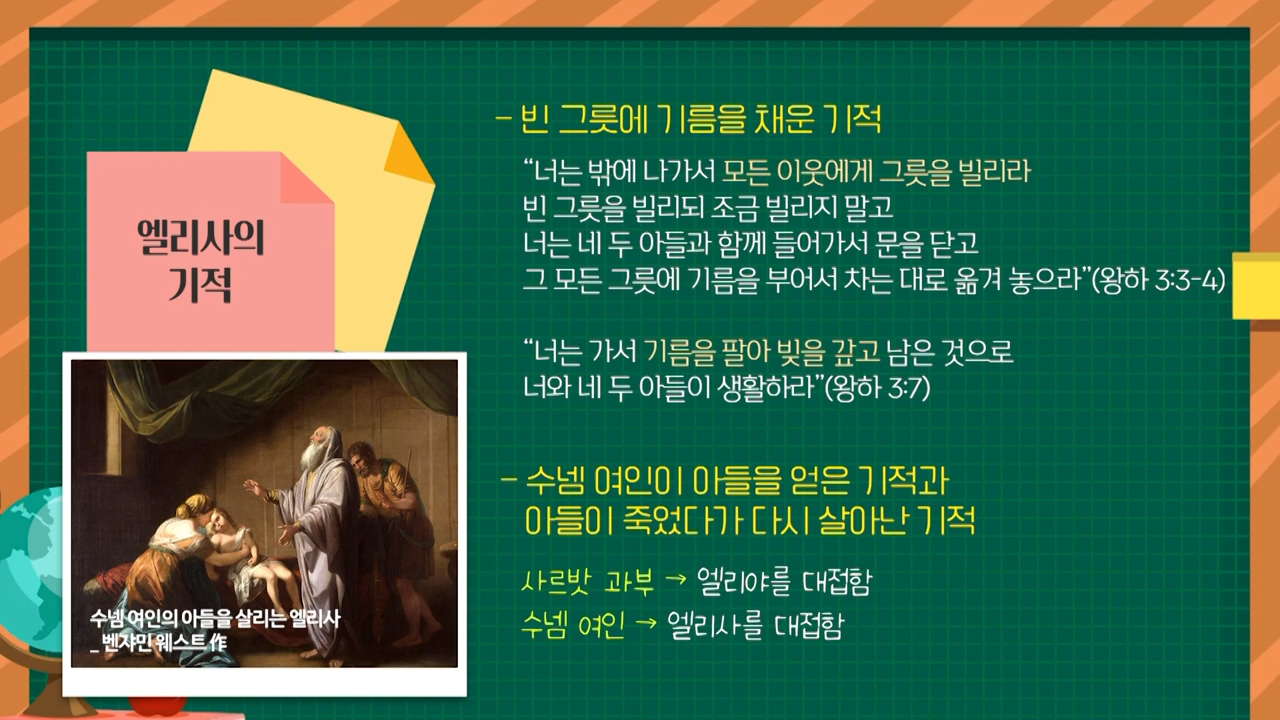 엘리사의
기적
수넴 여인의 아들을 살리는 엘리사
_ 벤쟈민 웨스트 作
- 빈 그릇에 기름을 채운 기적
“너는 밖에 나가서 모든 이웃에게 그릇을 빌리라
빈 그릇을 빌리되 조금 빌리지 말고
너는 네 두 아들과 함께 들어가서 문을 닫고
그 모든 그릇에 기름을 부어서 차는 대로 옮겨 놓으라”(왕하 3:3-4)
“너는 가서 기름을 팔아 빚을 갚고 남은 것으로
너와 네 두 아들이 생활하라”(왕하 3:7)
- 수넴 여인이 아들을 얻은 기적과
아들이 죽었다가 다시 살아난 기적
사르밧 과부 → 엘리야를 대접함
수넴 여인 → 엘리사를 대접함